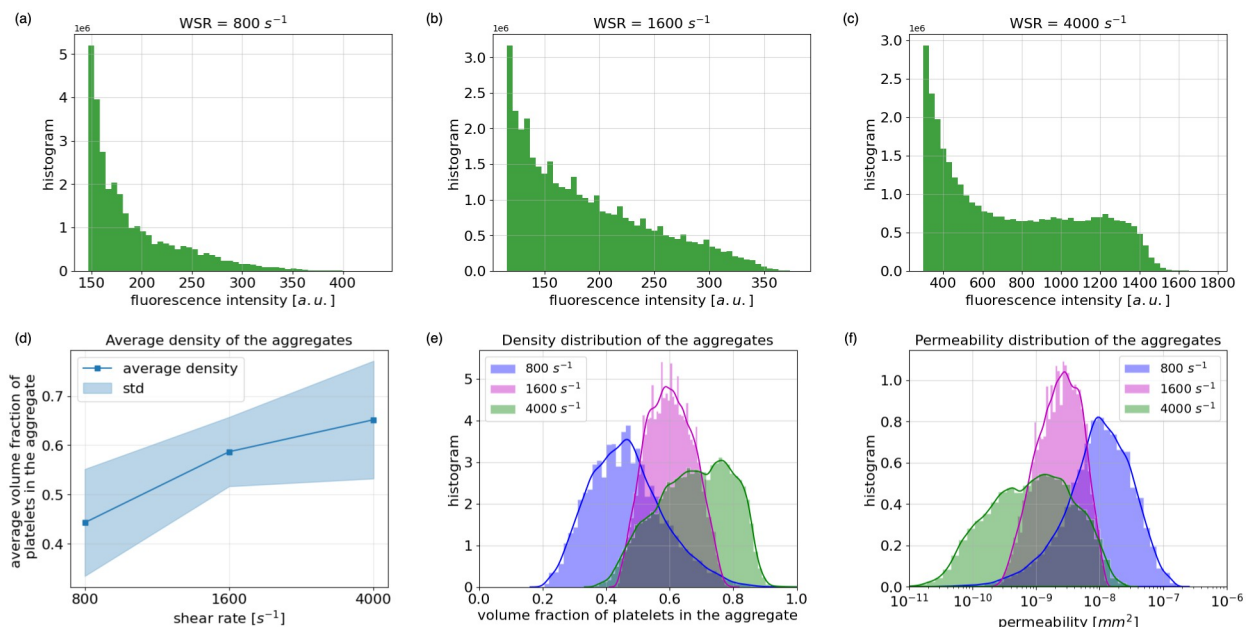 (a)
WSR = 800 s⁻¹
1e6
5
4
3
2
1
0
histogram
150 200 250 300 350 400
fluorescence intensity [a.u.]
(b)
WSR = 1600 s⁻¹
1e6
3.0
2.5
2.0
1.5
1.0
0.5
0.0
histogram
150 200 250 300 350
fluorescence intensity [a.u.]
(c)
WSR = 4000 s⁻¹
1e6
3.0
2.5
2.0
1.5
1.0
0.5
0.0
histogram
400 600 800 1000 1200 1400 1600 1800
fluorescence intensity [a.u.]
(d)
Average density of the aggregates
average density
std
0.7
0.6
0.5
0.4
average volume fraction of
platelets in the aggregate
800 1600 4000
shear rate [s⁻¹]
(e)
Density distribution of the aggregates
800 s⁻¹
1600 s⁻¹
4000 s⁻¹
5
4
3
2
1
0
histogram
0.0 0.2 0.4 0.6 0.8 1.0
volume fraction of platelets in the aggregate
(f)
Permeability distribution of the aggregates
800 s⁻¹
1600 s⁻¹
4000 s⁻¹
1.0
0.8
0.6
0.4
0.2
0.0
histogram
10⁻¹¹ 10⁻¹⁰ 10⁻⁹ 10⁻⁸ 10⁻⁷ 10⁻⁶
permeability [mm²]